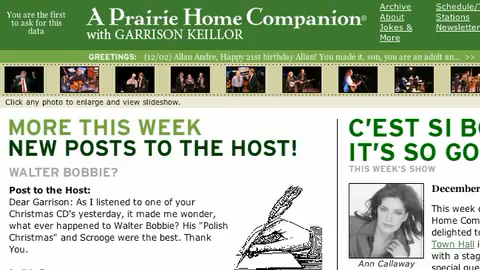 You are the first
to ask for this
data
A PRAIRIE HOME COMPANION®
with GARRISON KEILLOR
Archive
About
Jokes &
More
Schedule/T
Stations
Newsletter
GREETINGS: (12/02) Allan Andre, Happy 21st birthday Allan! You made it, son, you are an adult an... >>
Click any photo to enlarge and view slideshow.
MORE THIS WEEK
NEW POSTS TO THE HOST!
WALTER BOBBIE?
Post to the Host:
Dear Garrison: As I listened to one of your
Christmas CD's yesterday, it made me wonder,
what ever happened to Walter Bobbie? His "Polish
Christmas" and Scrooge were the best. Thank
You.
C'EST SI BO
IT'S SO GO
THIS WEEK'S SHOW
Ann Callaway
December
This week o
Home Com
delighted to
Town Hall i
with a stag
special gue